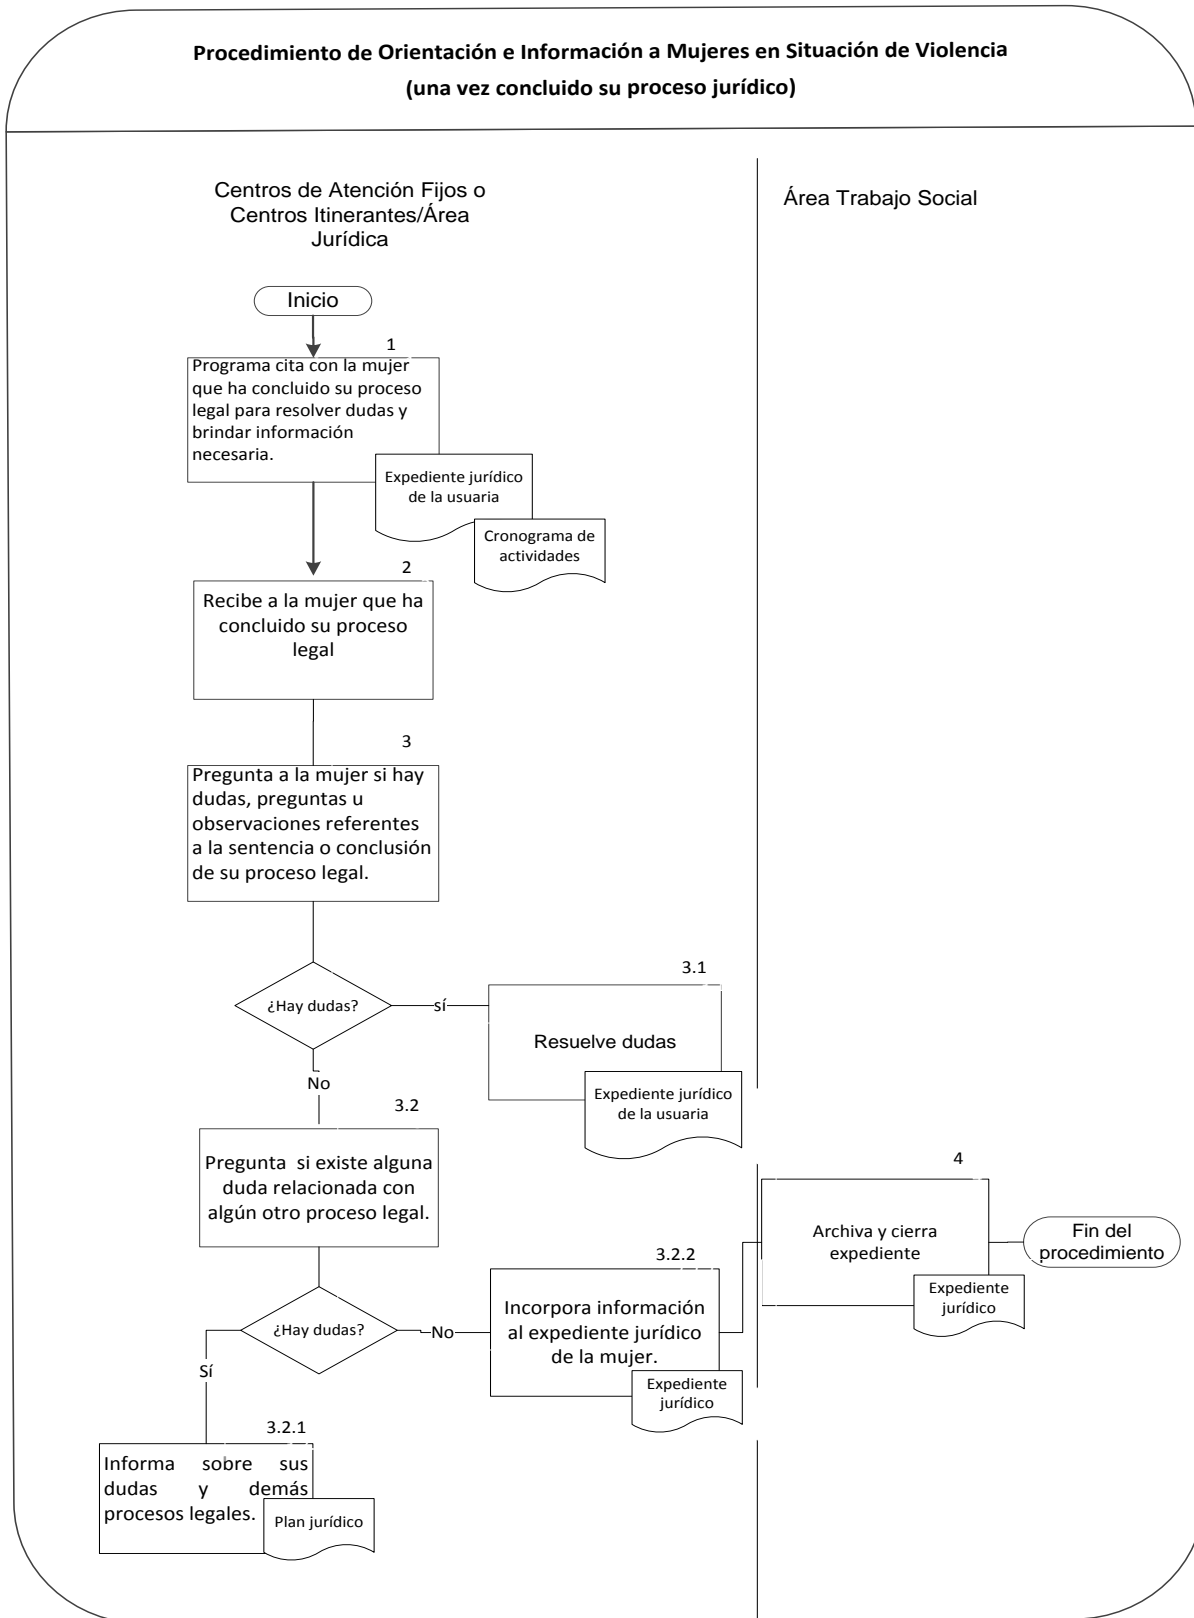 Procedimiento de Orientación e Información a Mujeres en Situación de Violencia
(una vez concluido su proceso jurídico)
Centros de Atención Fijos o
Centros Itinerantes/Área
Jurídica
Área Trabajo Social
Inicio
1
Programa cita con la mujer
que ha concluido su proceso
legal para resolver dudas y
brindar información
necesaria.
Expediente jurídico
de la usuaria
Cronograma de
actividades
2
Recibe a la mujer que ha
concluido su proceso
legal
3
Pregunta a la mujer si hay
dudas, preguntas u
observaciones referentes
a la sentencia o conclusión
de su proceso legal.
¿Hay dudas?
sí
3.1
Resuelve dudas
Expediente jurídico
de la usuaria
No
3.2
Pregunta si existe alguna
duda relacionada con
algún otro proceso legal.
4
Archiva y cierra
expediente
Expediente
jurídico
Fin del
procedimiento
¿Hay dudas?
No
3.2.2
Incorpora información
al expediente jurídico
de la mujer.
Expediente
jurídico
Sí
3.2.1
Informa sobre sus
dudas y demás
procesos legales.
Plan jurídico